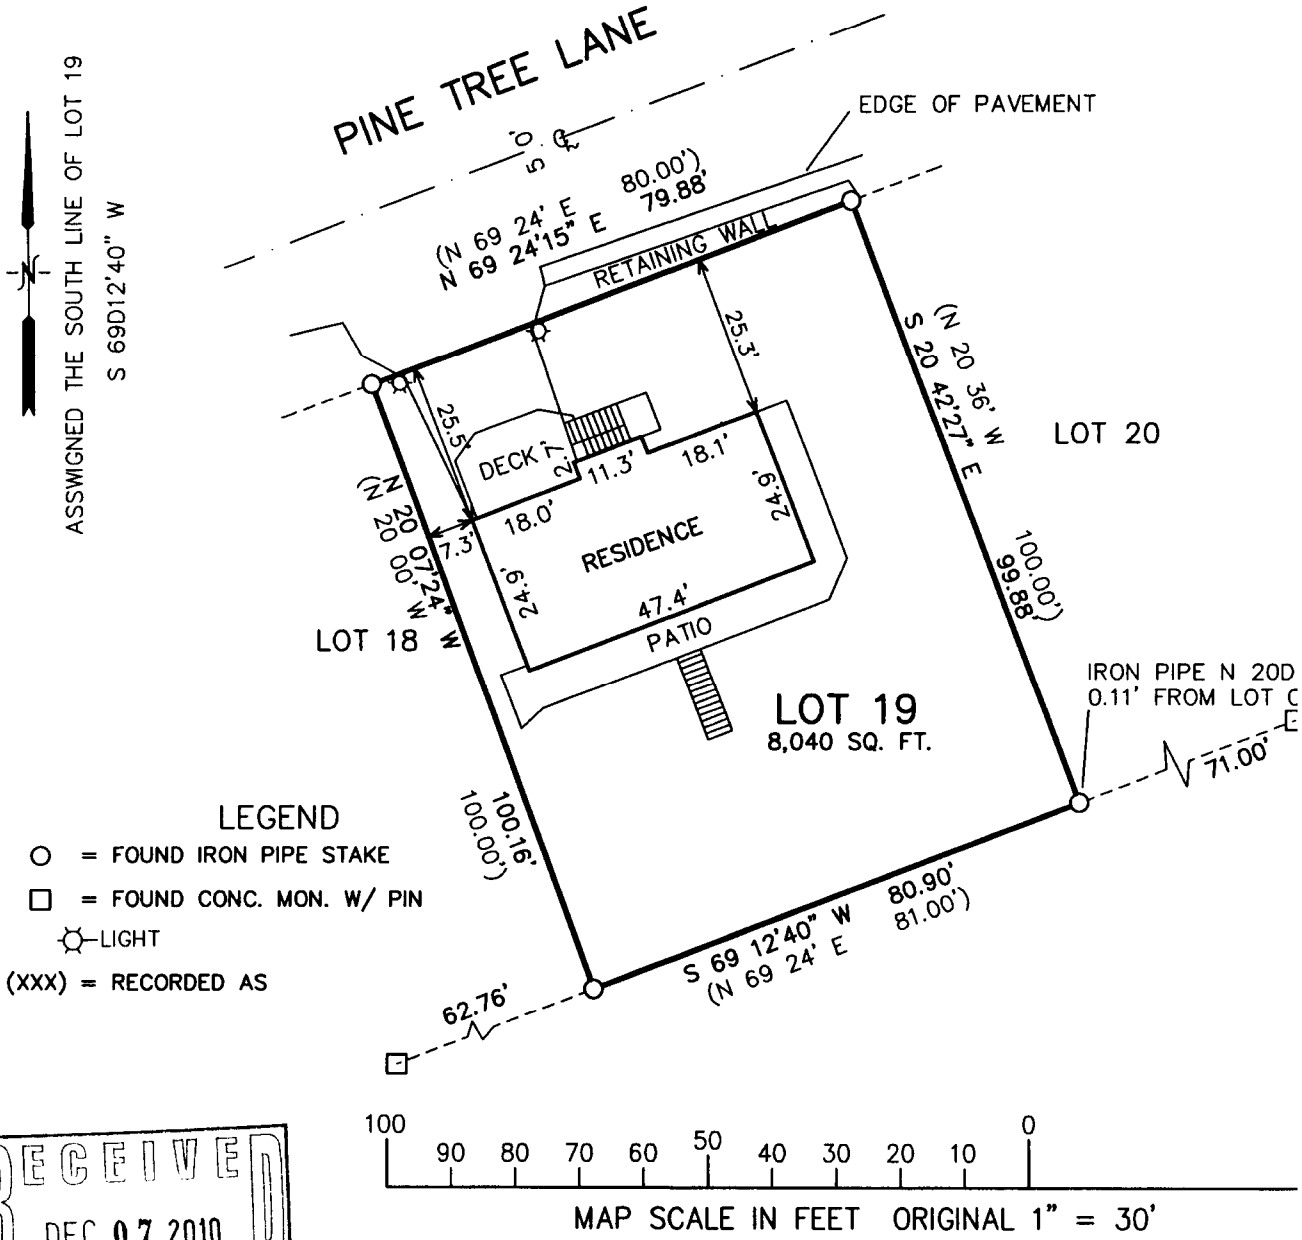 PINE TREE LANE
ASSWIGNED THE SOUTH LINE OF LOT 19
S 69D12'40" W
N
50'
EDGE OF PAVEMENT
(N 69 24' E 80.00')
N 69 24'15" E 79.88'
RETAINING WALL
25.3'
25.5'
(N 20 36' W
S 20 42'27" E
100.00')
99.88'
LOT 20
DECK
2.7'
11.3'
18.1'
18.0'
7.3'
24.9'
24.9'
RESIDENCE
47.4'
PATIO
N 20 07'24" W
(N 20 00' W
LOT 18
100.16'
100.00')
LOT 19
8,040 SQ. FT.
IRON PIPE N 20D
0.11' FROM LOT
71.00'
S 69 12'40" W 80.90'
(N 69 24' E 81.00')
62.76'
LEGEND
= FOUND IRON PIPE STAKE
= FOUND CONC. MON. W/ PIN
LIGHT
(XXX) = RECORDED AS
RECEIVED
DEC 07 2010
100 90 80 70 60 50 40 30 20 10 0
MAP SCALE IN FEET ORIGINAL 1" = 30'